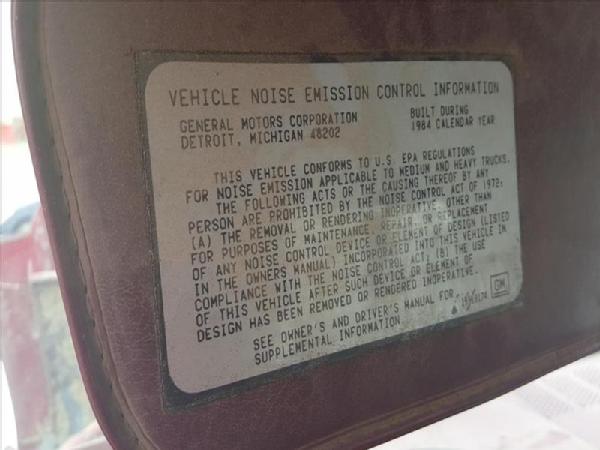 VEHICLE NOISE EMISSION CONTROL INFORMATION
GENERAL MOTORS CORPORATION BUILT DURING
DETROIT, MICHIGAN 48202 1984 CALENDAR YEAR
THIS VEHICLE CONFORMS TO U.S. EPA REGULATIONS
FOR NOISE EMISSION APPLICABLE TO MEDIUM AND HEAVY TRUCKS.
THE FOLLOWING ACTS OR THE CAUSING THEREOF BY ANY
PERSON ARE PROHIBITED BY THE NOISE CONTROL ACT OF 1972:
(A) THE REMOVAL OR RENDERING INOPERATIVE, OTHER THAN
FOR PURPOSES OF MAINTENANCE, REPAIR, OR REPLACEMENT
OF ANY NOISE CONTROL DEVICE OR ELEMENT OF DESIGN (LISTED
IN THE OWNERS MANUAL) INCORPORATED INTO THIS VEHICLE IN
COMPLIANCE WITH THE NOISE CONTROL ACT; (B) THE USE
OF THIS VEHICLE AFTER SUCH DEVICE OR ELEMENT OF
DESIGN HAS BEEN REMOVED OR RENDERED INOPERATIVE.
SEE OWNER'S AND DRIVER'S MANUAL FOR
SUPPLEMENTAL INFORMATION
GM